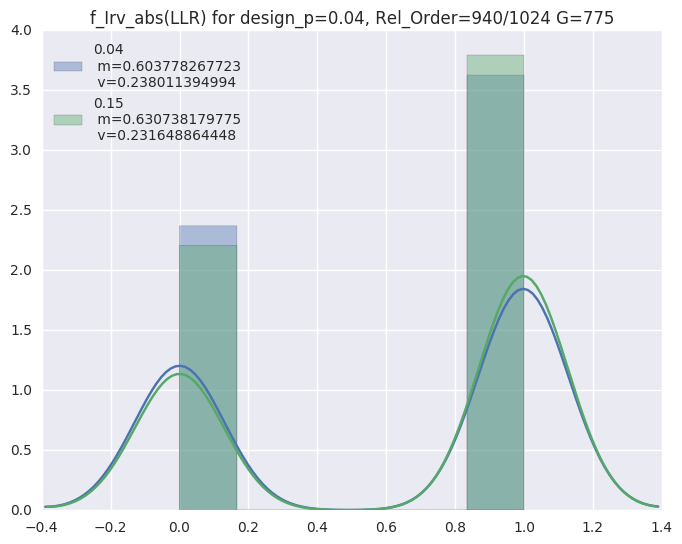 f_Irv_abs(LLR) for design_p=0.04, Rel_Order=940/1024 G=775
0.04
m=0.603778267723
v=0.238011394994
0.15
m=0.630738179775
v=0.231648864448
4.0
3.5
3.0
2.5
2.0
1.5
1.0
0.5
0.0
−0.4 −0.2 0.0 0.2 0.4 0.6 0.8 1.0 1.2 1.4